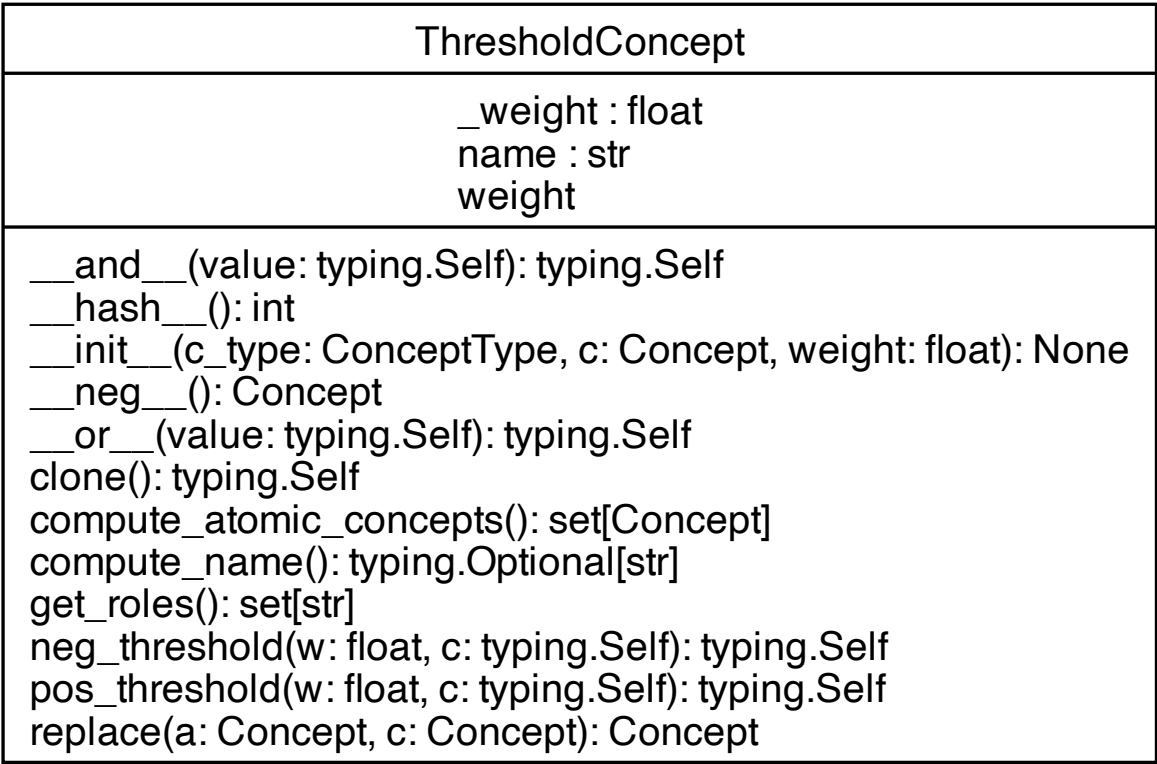 ThresholdConcept
_weight : float
name : str
weight
__and__(value: typing.Self): typing.Self
__hash__(): int
__init__(c_type: ConceptType, c: Concept, weight: float): None
__neg__(): Concept
__or__(value: typing.Self): typing.Self
clone(): typing.Self
compute_atomic_concepts(): set[Concept]
compute_name(): typing.Optional[str]
get_roles(): set[str]
neg_threshold(w: float, c: typing.Self): typing.Self
pos_threshold(w: float, c: typing.Self): typing.Self
replace(a: Concept, c: Concept): Concept